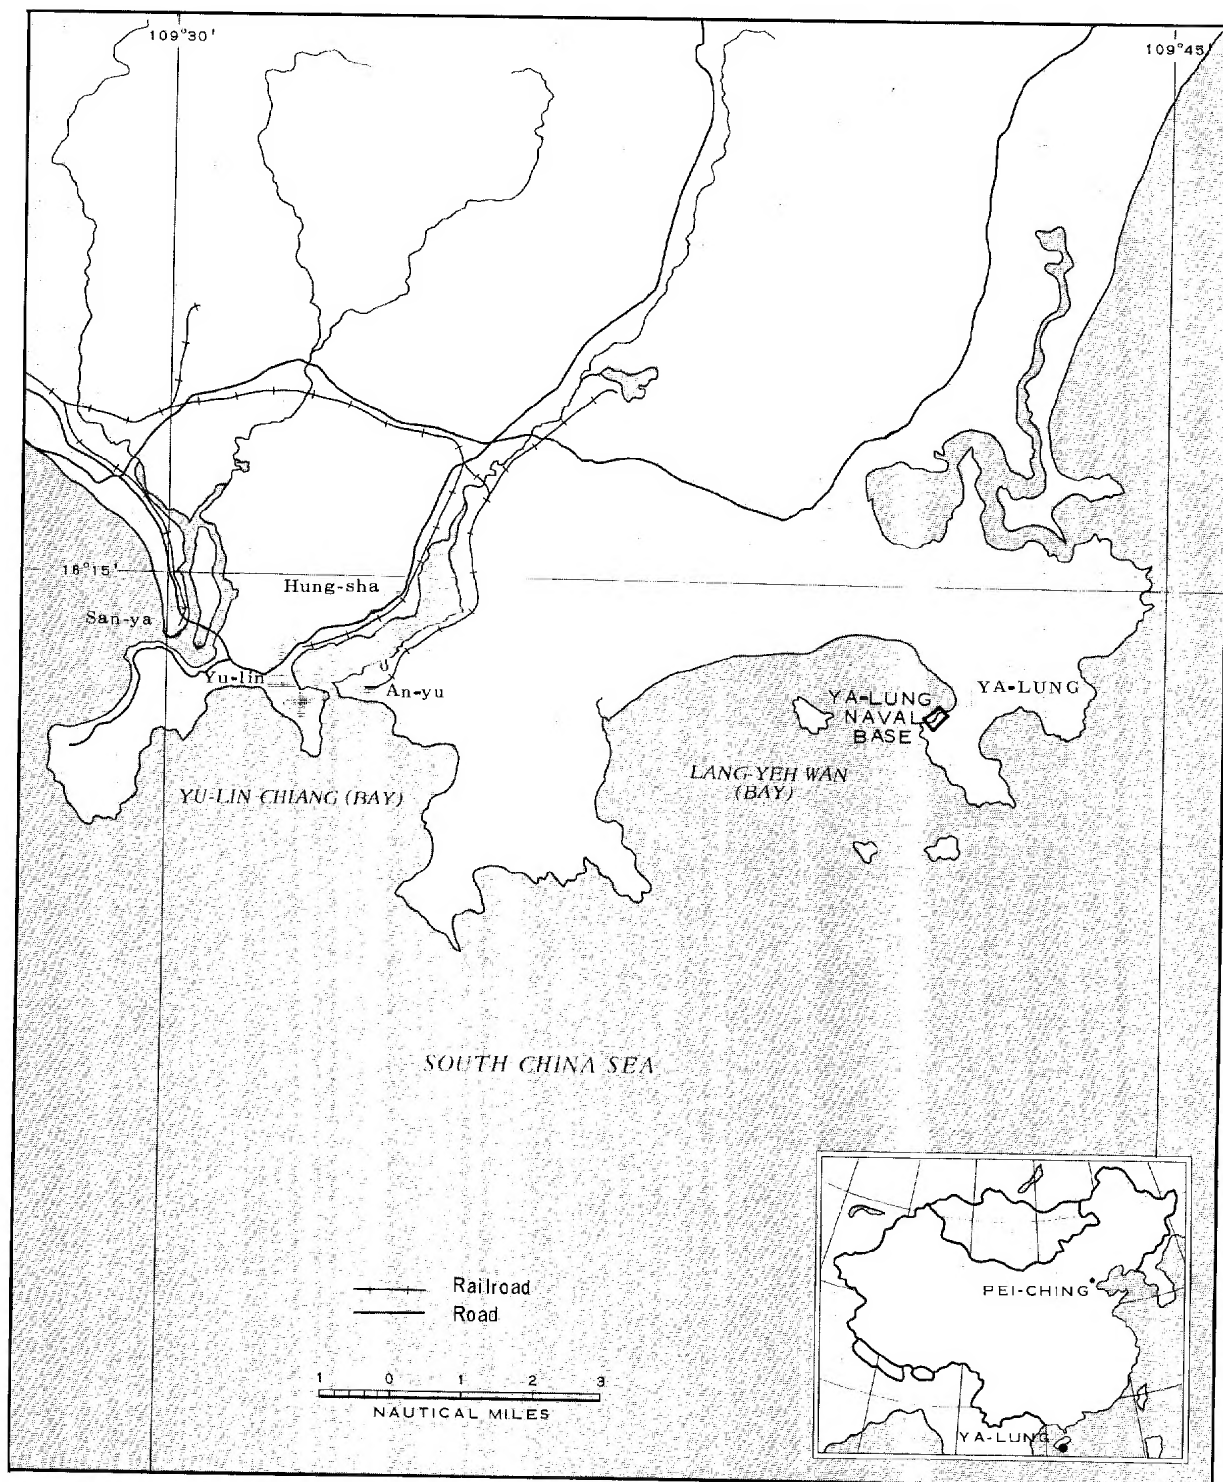 109°30'
109°45'
18°15'
Hung-sha
San-ya
Yu-lin
An-yu
YA-LUNG
NAVAL
BASE
YA-LUNG
LANG-YEH WAN
(BAY)
YU-LIN CHIANG (BAY)
SOUTH CHINA SEA
Railroad
Road
1 0 1 2 3
NAUTICAL MILES
PEI-CHING
YA-LUNG